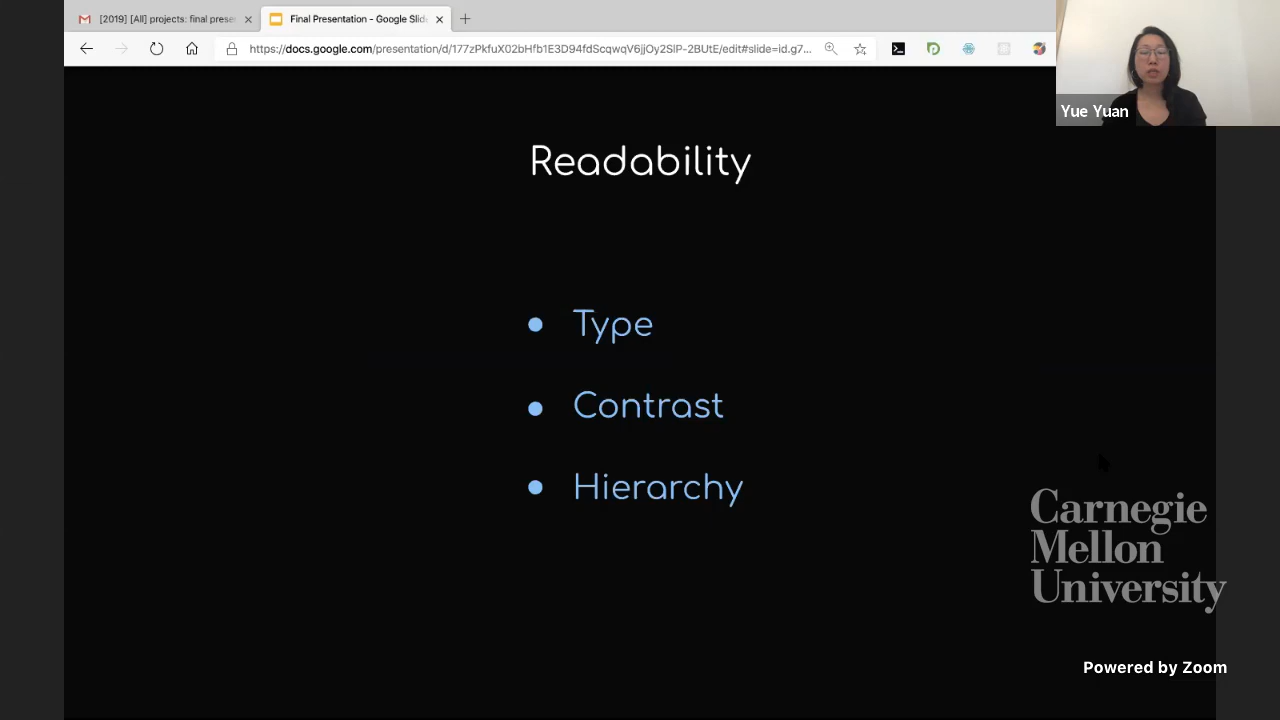 [2019] [All] projects: final prese
Final Presentation - Google Slid
https://docs.google.com/presentation/d/177zPkfuX02bHfb1E3D94fdScqwqV6jjOy2SlP-2BUtE/edit#slide=id.g7...
Yue Yuan
Readability
Type
Contrast
Hierarchy
Carnegie
Mellon
University
Powered by Zoom